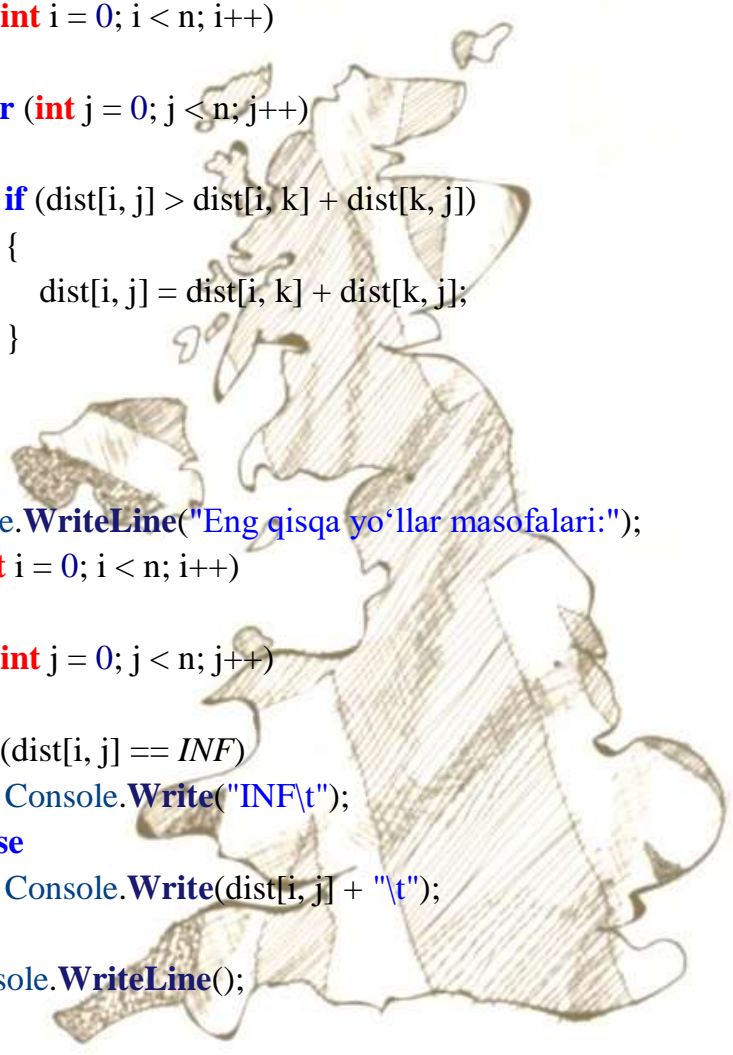 int i = 0; i < n; i++)
r (int j = 0; j < n; j++)
if (dist[i, j] > dist[i, k] + dist[k, j])
{
dist[i, j] = dist[i, k] + dist[k, j];
}
e.WriteLine("Eng qisqa yo‘llar masofalari:");
t i = 0; i < n; i++)
int j = 0; j < n; j++)
(dist[i, j] == INF)
Console.Write("INF\t");
se
Console.Write(dist[i, j] + "\t");
sole.WriteLine();